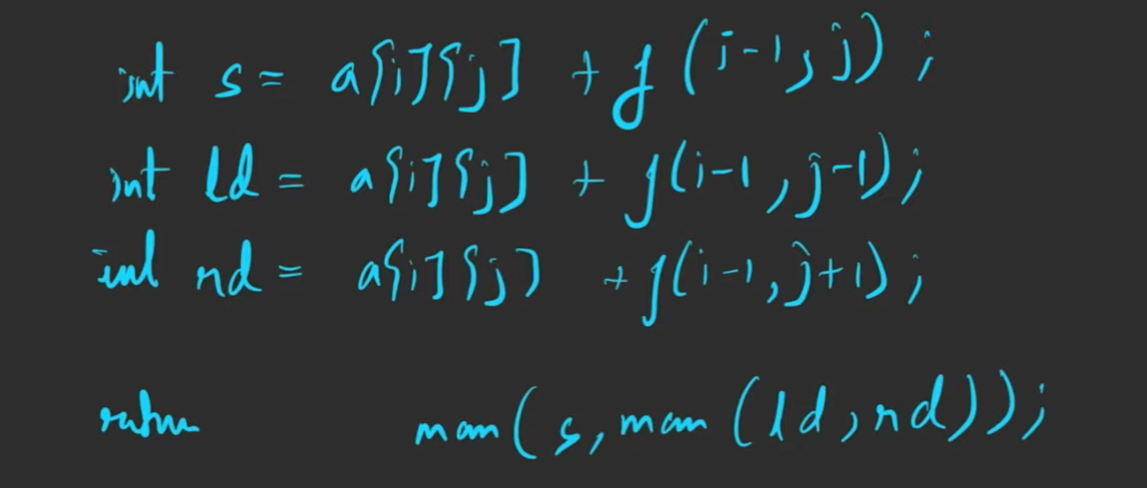 int s = a[i][j] + f(i-1, j);
int ld = a[i][j] + f(i-1, j-1);
int rd = a[i][j] + f(i-1, j+1);
return max(s, max(ld, rd));